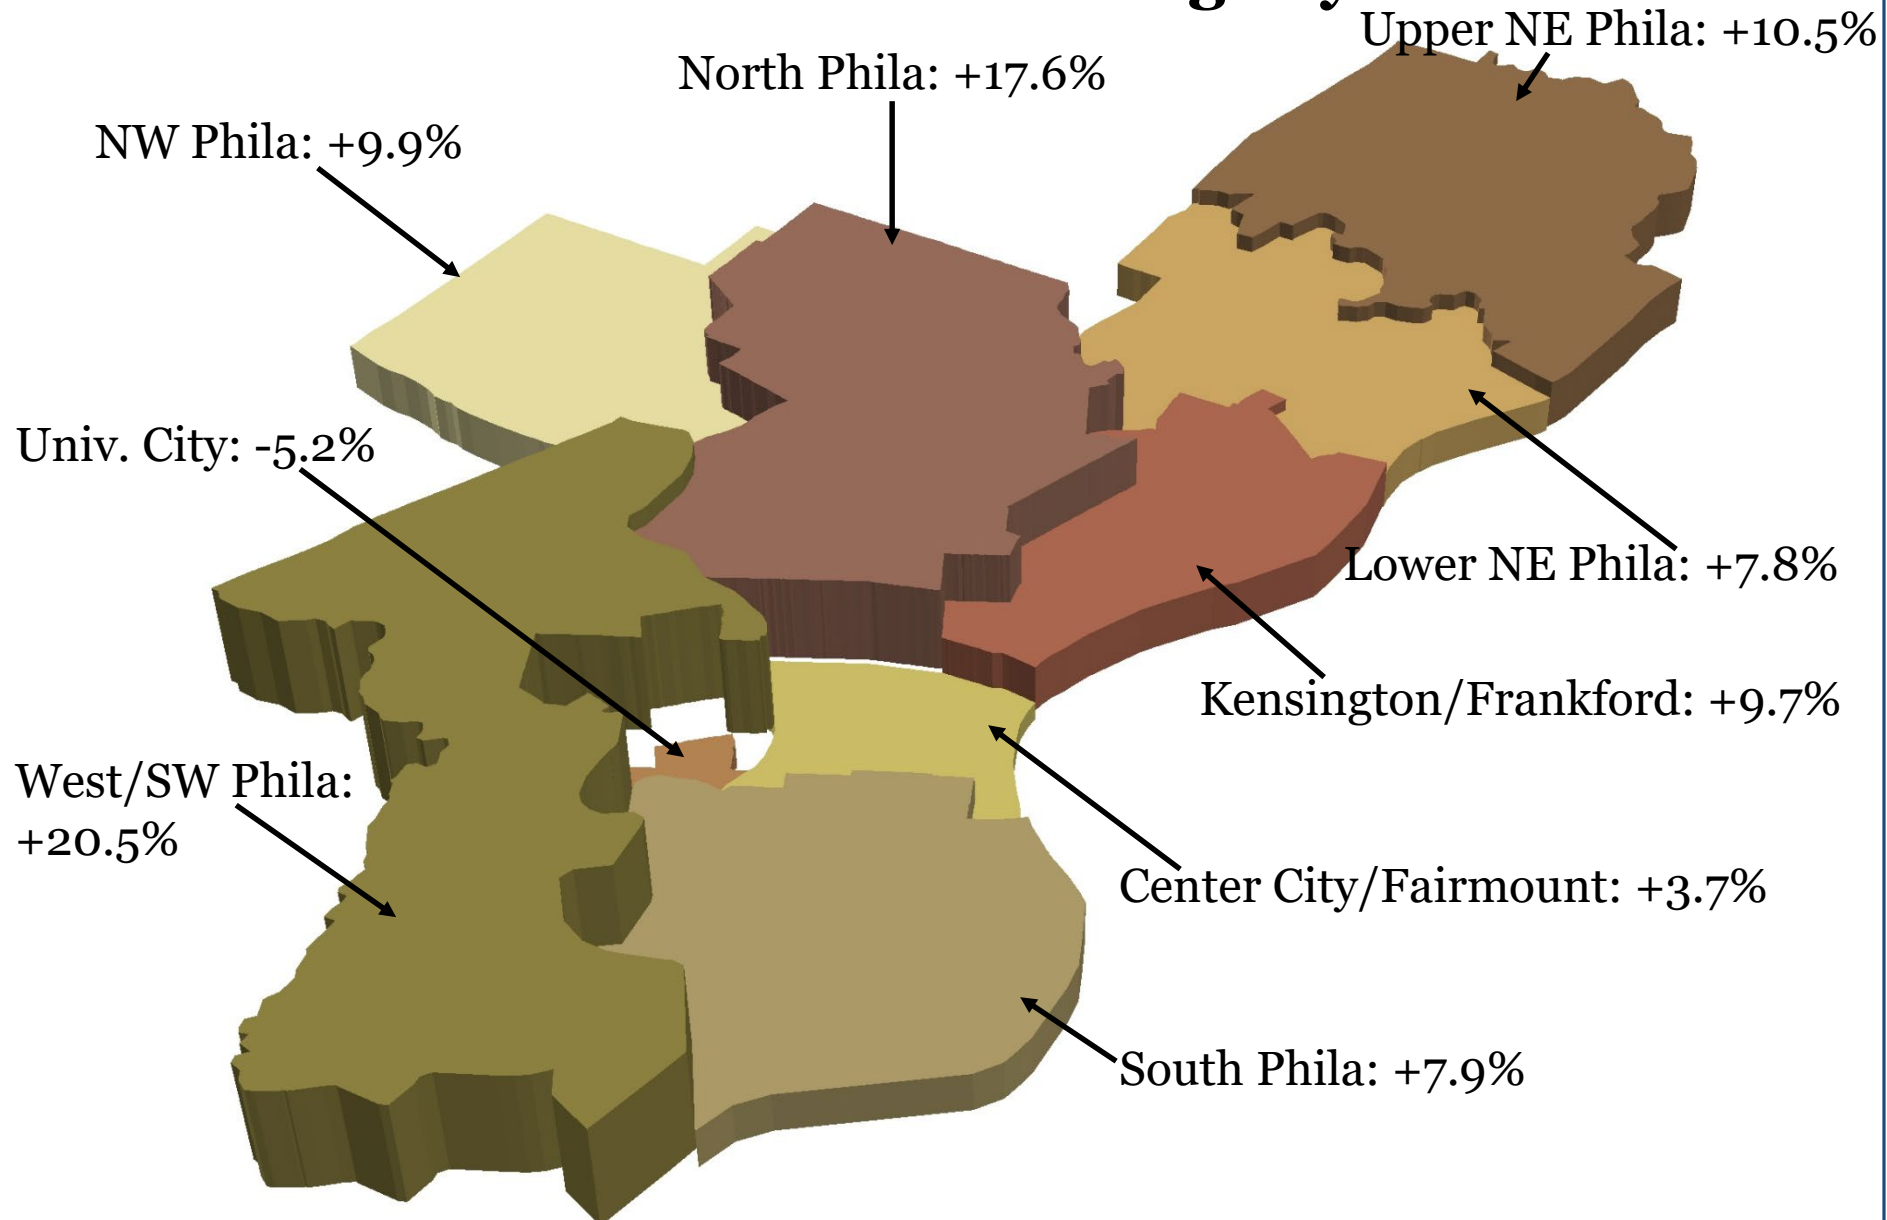 Upper NE Phila: +10.5%
North Phila: +17.6%
NW Phila: +9.9%
Univ. City: -5.2%
Lower NE Phila: +7.8%
Kensington/Frankford: +9.7%
West/SW Phila:
+20.5%
Center City/Fairmount: +3.7%
South Phila: +7.9%